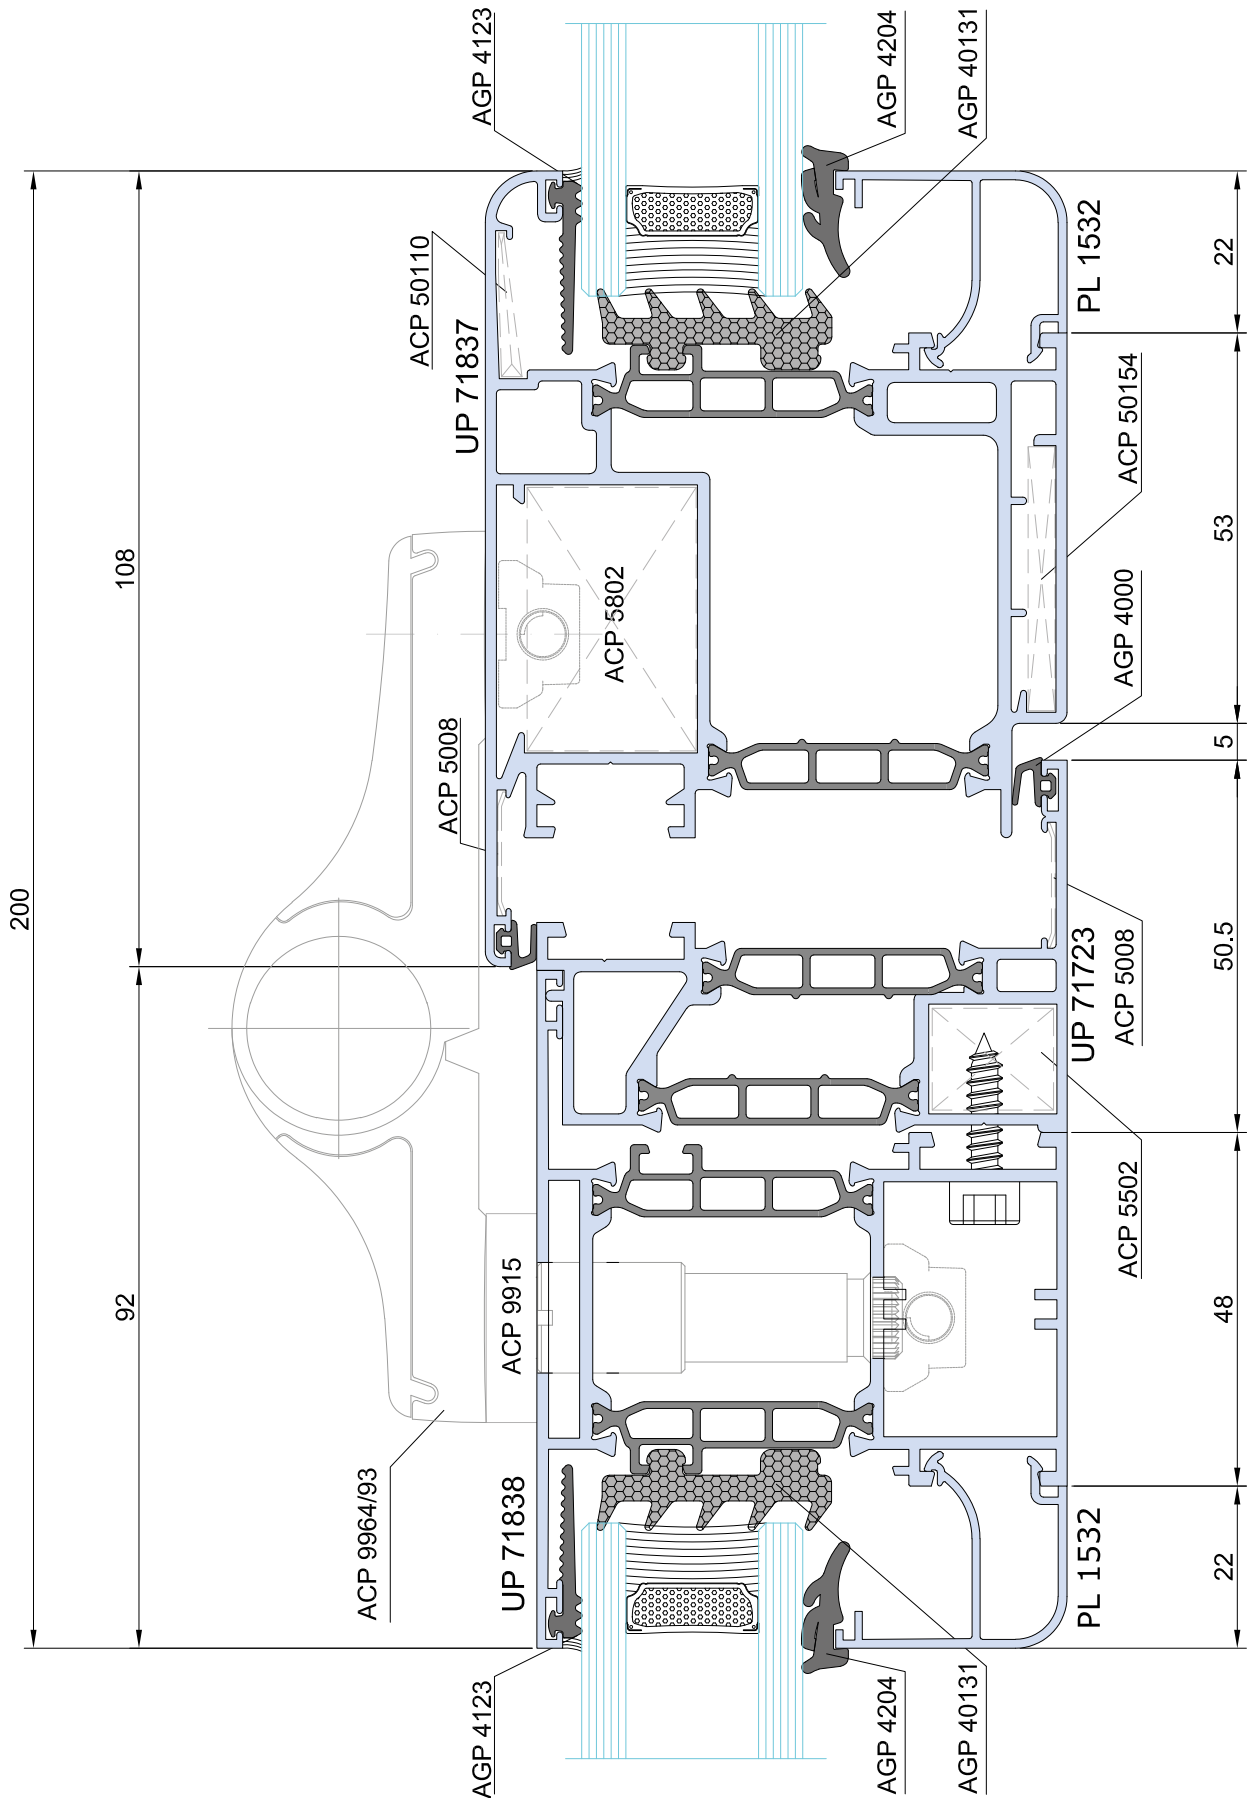 AGP 4123
AGP 4204
AGP 40131
ACP 50110
UP 71837
PL 1532
22
ACP 50154
108
53
ACP 5802
AGP 4000
ACP 5008
5
200
50.5
UP 71723
ACP 5008
ACP 5502
92
ACP 9915
48
ACP 9964/93
UP 71838
PL 1532
22
AGP 4123
AGP 4204
AGP 40131